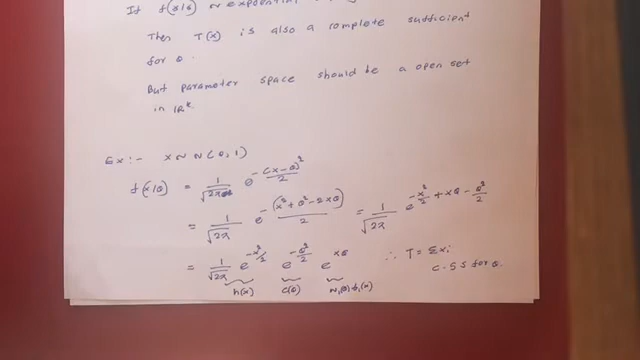 If f(x|θ) ~ exponential
Then T(x) is also a complete sufficient
for θ.
But parameter space should be a open set
in IR^k.
Ex:- x ~ N(θ,1)
f(x|θ) = 1/√2π e^{-(x-θ)²/2}
= 1/√2π e^{-(x²+θ²-2xθ)/2} = 1/√2π e^{-x²/2 + xθ - θ²/2}
= 1/√2π e^{-x²/2} e^{-θ²/2} e^{xθ} ∴ T = Σxi
h(x) c(θ) w₁(θ) t₁(x) C.S.S for θ.